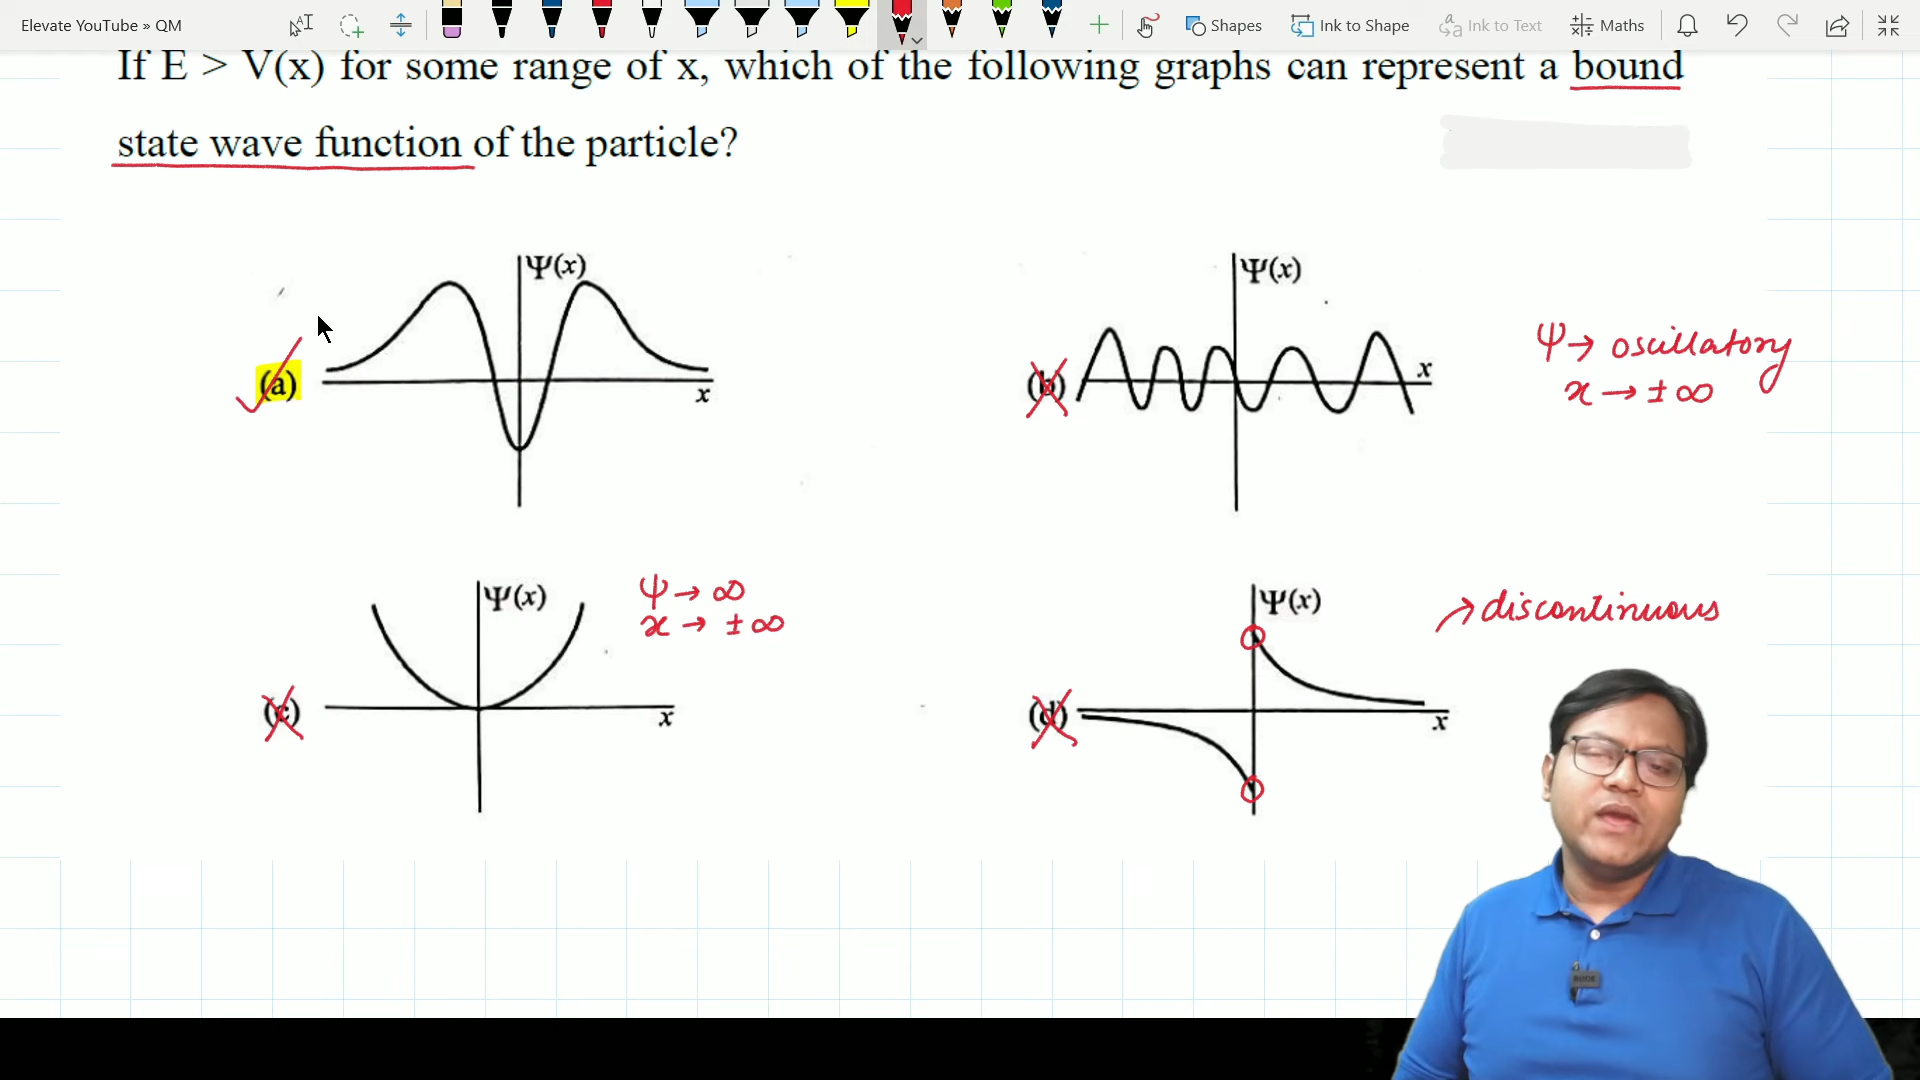 Elevate YouTube » QM
Shapes
Ink to Shape
Ink to Text
Maths
If E > V(x) for some range of x, which of the following graphs can represent a bound
state wave function of the particle?
Ψ(x)
(a)
x
Ψ(x)
(b)
x
ψ → oscillatory
x → ± ∞
Ψ(x)
ψ → ∞
x → ± ∞
(c)
x
Ψ(x)
→ discontinuous
(d)
x